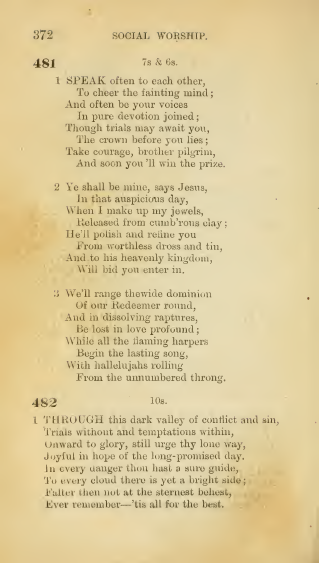 372 SOCIAL WORSHIP.
481 7s & 6s.
1 SPEAK often to each other,
To cheer the fainting mind;
And often be your voices
In pure devotion joined;
Though trials may await you,
The crown before you lies;
Take courage, brother pilgrim,
And soon you'll win the prize.
2 Ye shall be mine, says Jesus,
In that auspicious day,
When I make up my jewels,
Released from cumb'rous clay;
He'll polish and refine you
From worthless dross and tin,
And to his heavenly kingdom,
Will bid you enter in.
3 We'll range thewide dominion
Of our Redeemer round,
And in dissolving raptures,
Be lost in love profound;
While all the flaming harpers
Begin the lasting song,
With hallelujahs rolling
From the unnumbered throng.
482 10s.
1 THROUGH this dark valley of conflict and sin,
Trials without and temptations within,
Onward to glory, still urge thy lone way,
Joyful in hope of the long-promised day.
In every danger thou hast a sure guide,
To every cloud there is yet a bright side;
Falter then not at the sternest behest,
Ever remember—'tis all for the best.